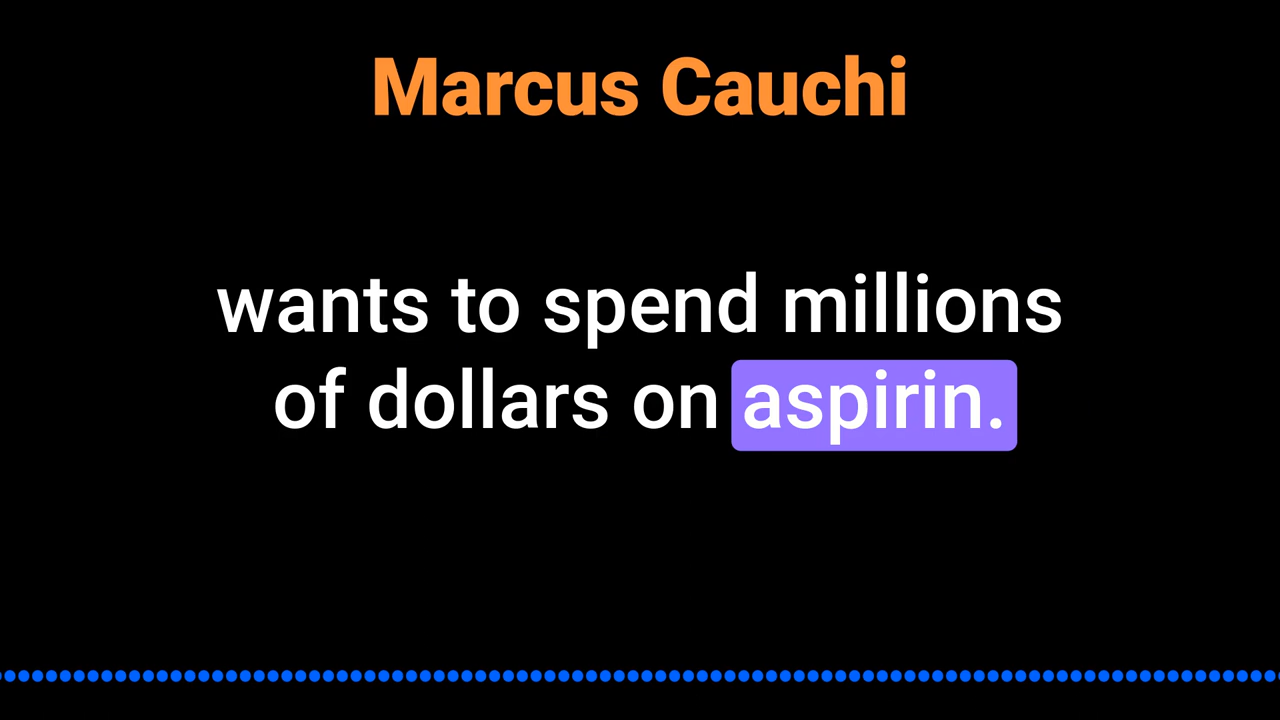 Marcus Cauchi
wants to spend millions
of dollars on aspirin.